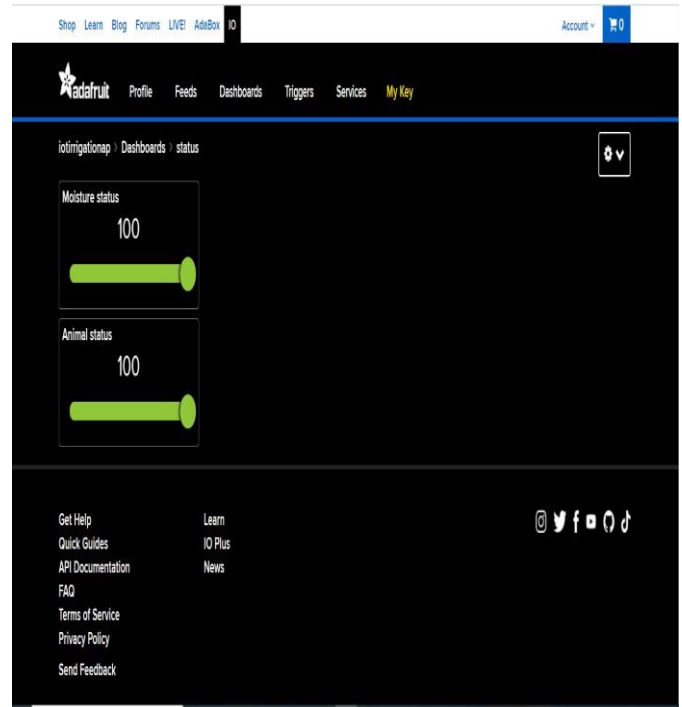 Shop Learn Blog Forums LIVE! AdaBox IO Account 0
adafruit Profile Feeds Dashboards Triggers Services My Key
iotirrigationap > Dashboards > status
Moisture status
100
Animal status
100
Get Help Learn
Quick Guides IO Plus
API Documentation News
FAQ
Terms of Service
Privacy Policy
Send Feedback